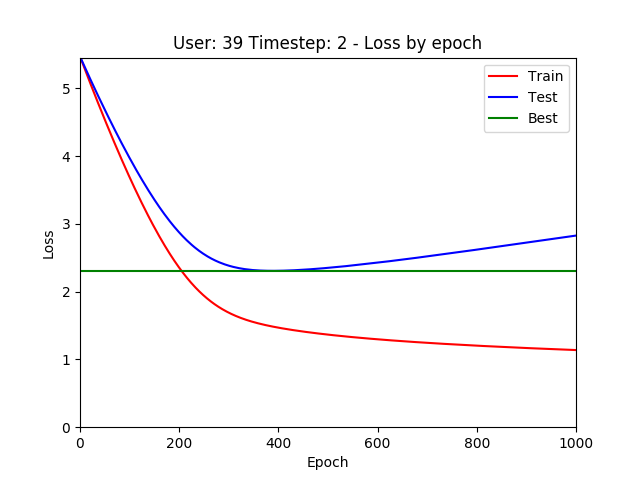 User: 39 Timestep: 2 - Loss by epoch
Train
Test
Best
5
4
3
2
1
0
Loss
0 200 400 600 800 1000
Epoch